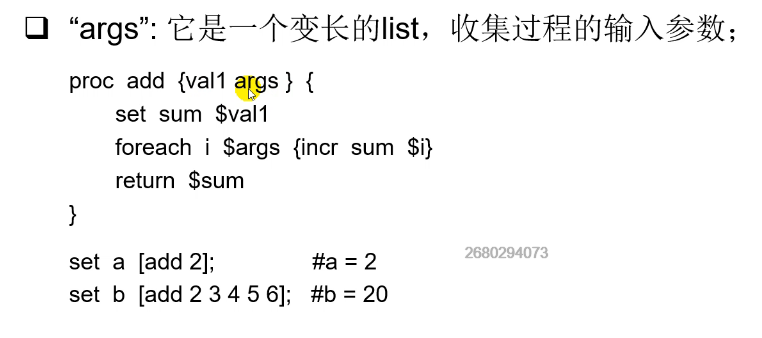 ❑ “args”: 它是一个变长的list，收集过程的输入参数；
proc add {val1 args } {
set sum $val1
foreach i $args {incr sum $i}
return $sum
}
set a [add 2]; #a = 2
2680294073
set b [add 2 3 4 5 6]; #b = 20